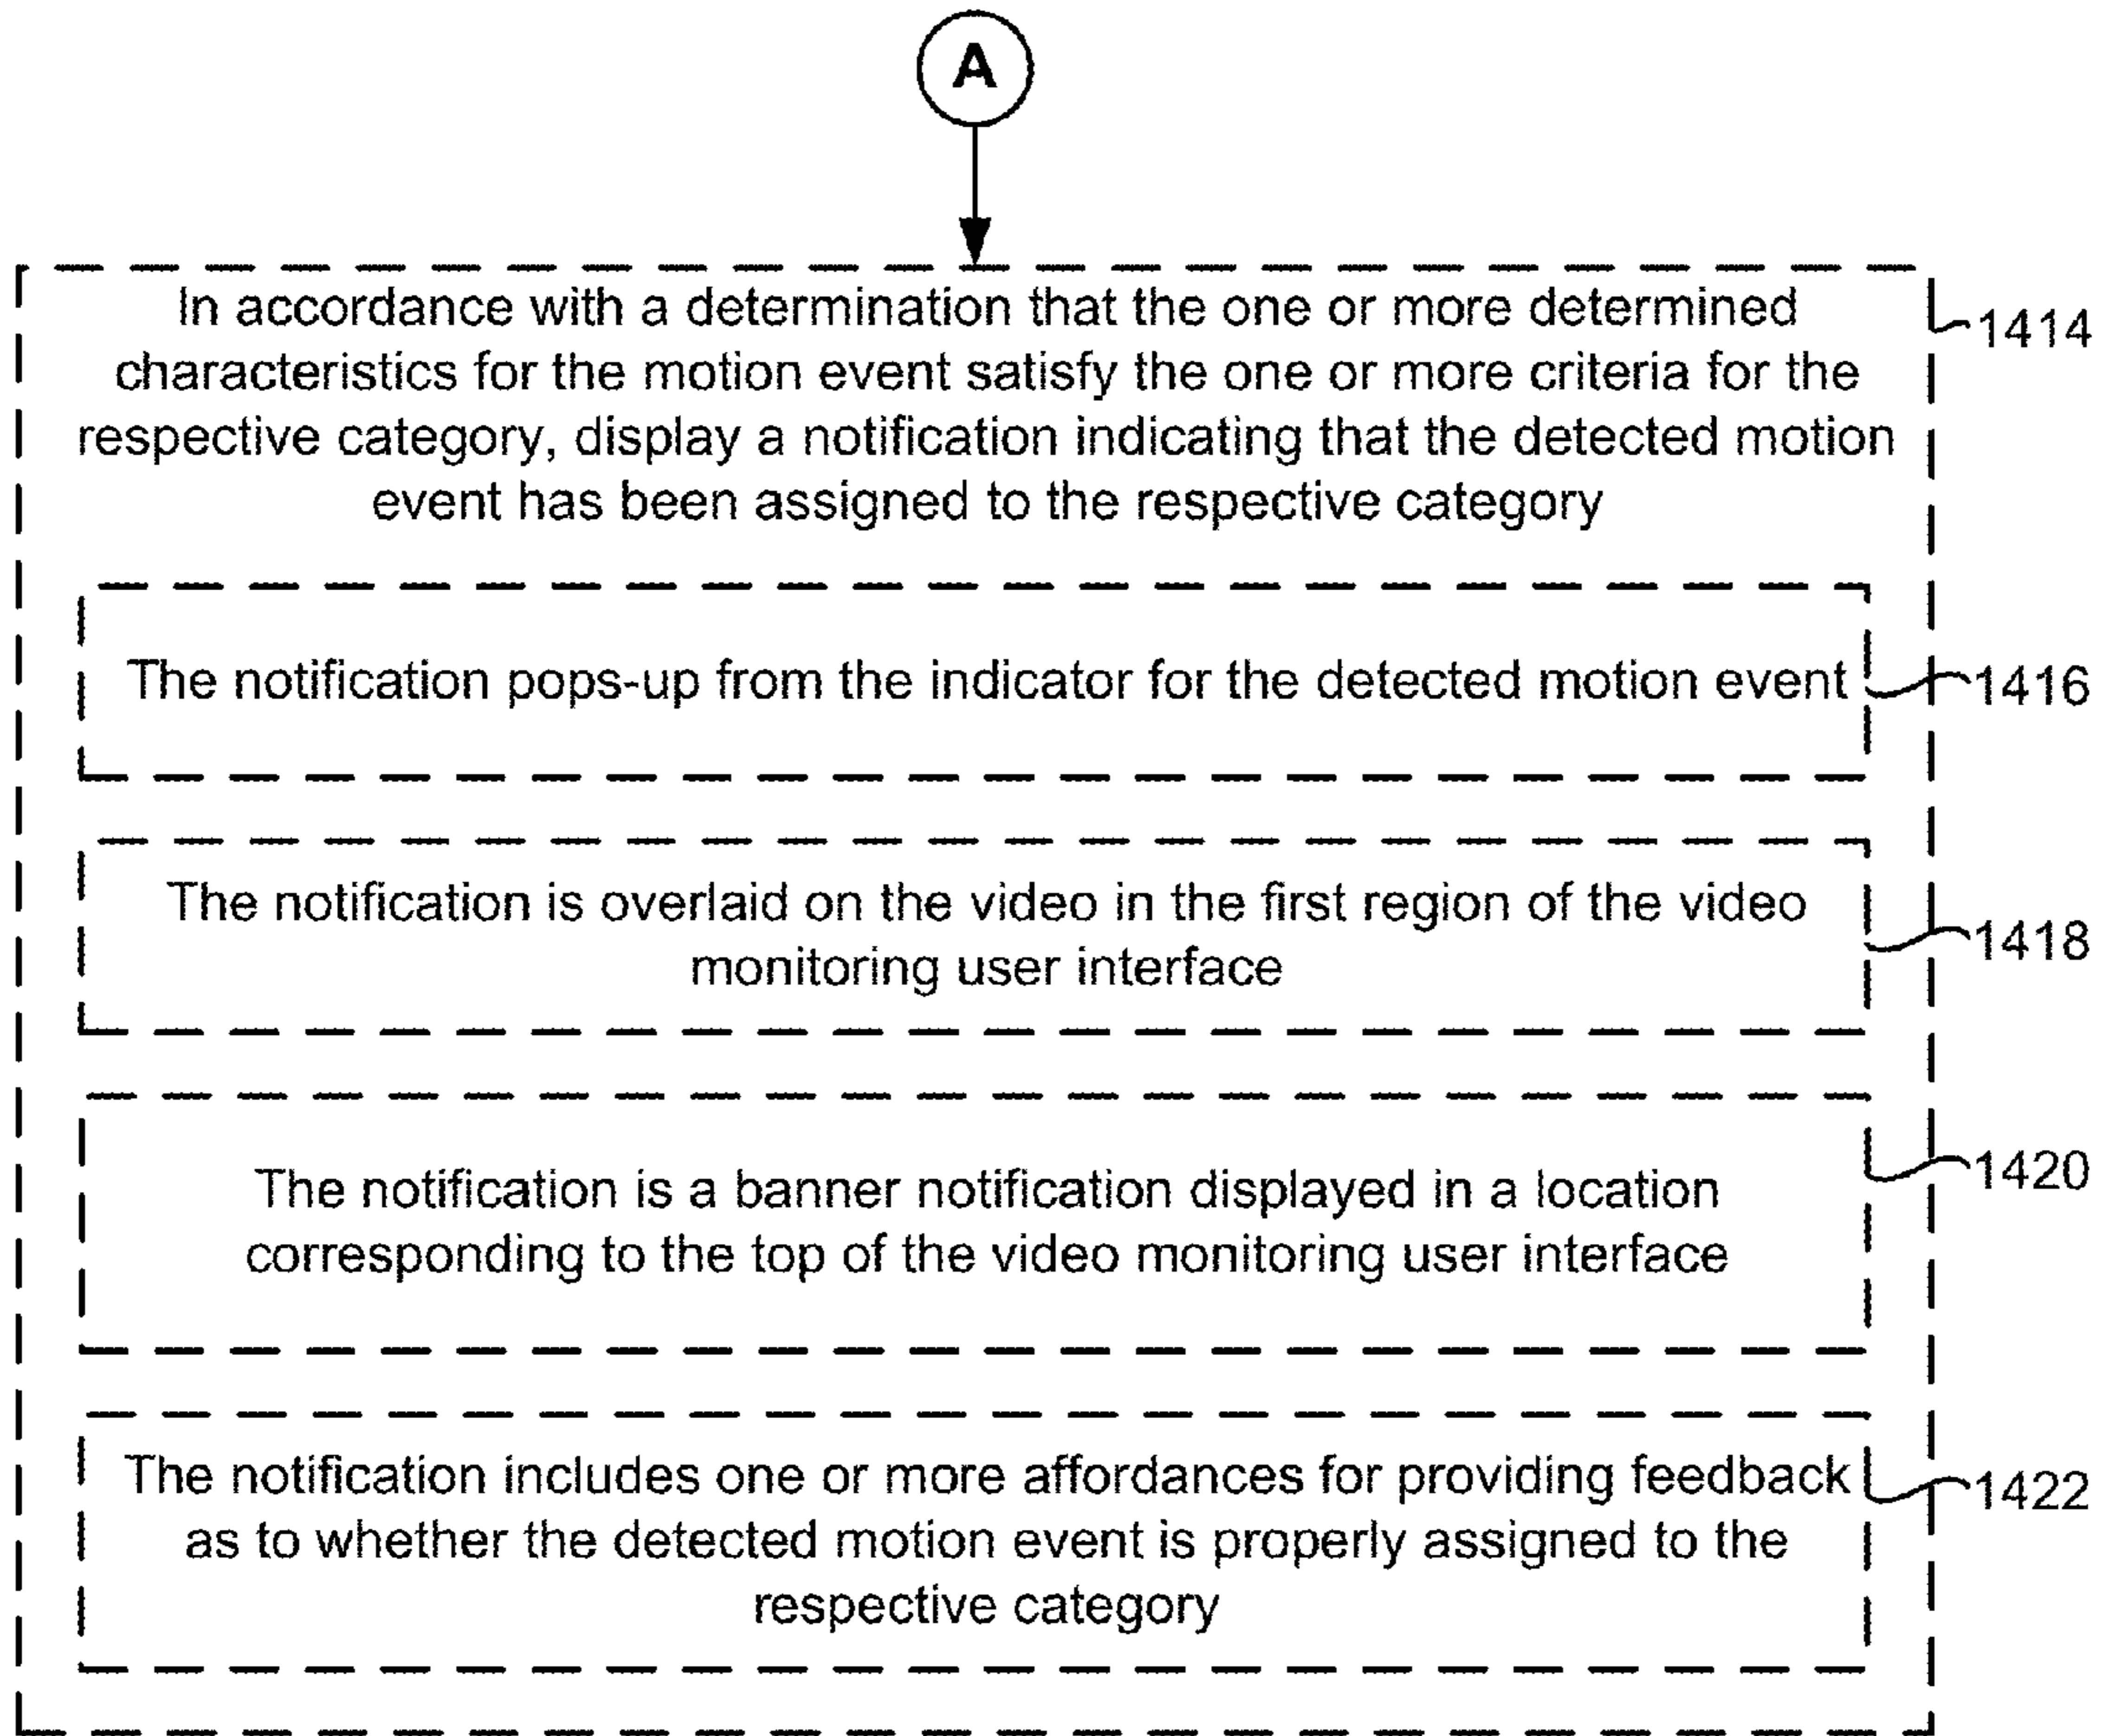 A
In accordance with a determination that the one or more determined
1414
characteristics for the motion event satisfy the one or more criteria for the
respective category, display a notification indicating that the detected motion
event has been assigned to the respective category
The notification pops-up from the indicator for the detected motion event
1416
The notification is overlaid on the video in the first region of the video
1418
monitoring user interface
The notification is a banner notification displayed in a location
1420
corresponding to the top of the video monitoring user interface
The notification includes one or more affordances for providing feedback
1422
as to whether the detected motion event is properly assigned to the
respective category